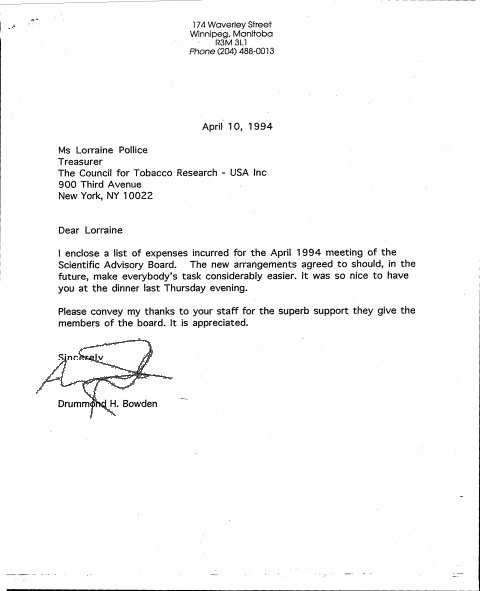 174 Waverley Street
Winnipeg, Manitoba
R3M 3L1
Phone (204) 488-0013
April 10, 1994
Ms Lorraine Pollice
Treasurer
The Council for Tobacco Research - USA Inc
900 Third Avenue
New York, NY 10022
Dear Lorraine
I enclose a list of expenses incurred for the April 1994 meeting of the
Scientific Advisory Board. The new arrangements agreed to should, in the
future, make everybody's task considerably easier. It was so nice to have
you at the dinner last Thursday evening.
Please convey my thanks to your staff for the superb support they give the
members of the board. It is appreciated.
Sincerely
Drummond H. Bowden